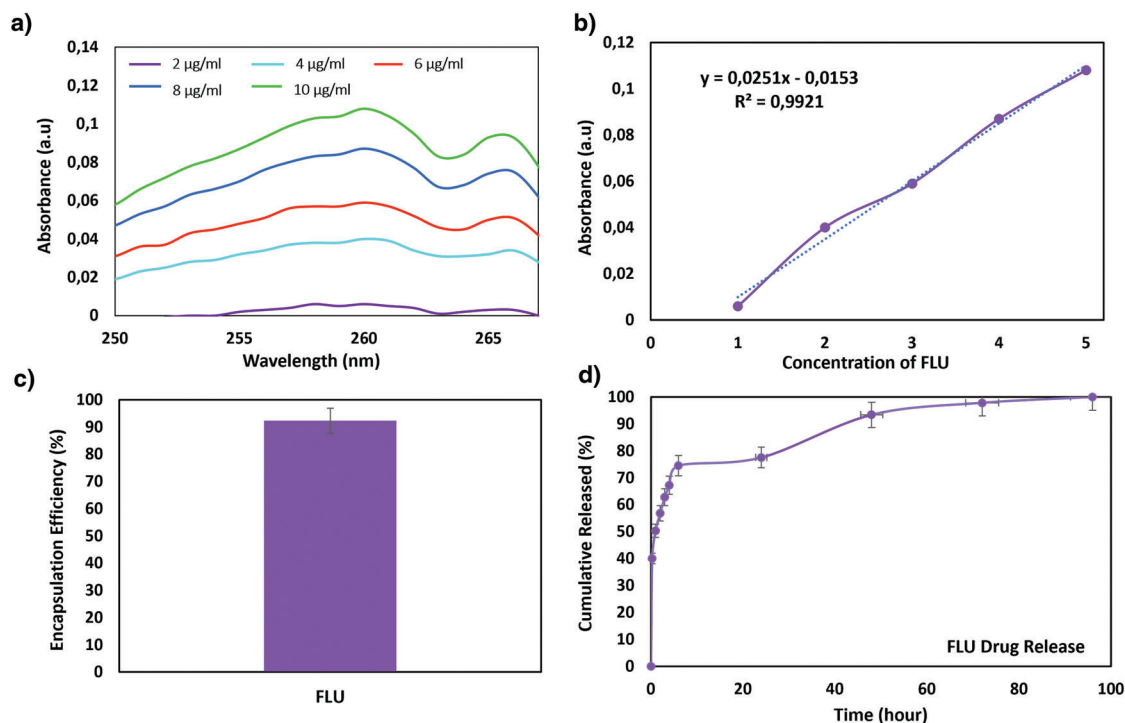 a)
Absorbance (a.u)
0,14
0,12
0,1
0,08
0,06
0,04
0,02
0
2 µg/ml 4 µg/ml 6 µg/ml
8 µg/ml 10 µg/ml
250 255 260 265
Wavelength (nm)
b)
Absorbance (a.u)
0,12
0,1
0,08
0,06
0,04
0,02
0
y = 0,0251x - 0,0153
R² = 0,9921
0 1 2 3 4 5
Concentration of FLU
c)
Encapsulation Efficiency (%)
100
90
80
70
60
50
40
30
20
10
0
FLU
d)
Cumulative Released (%)
100
90
80
70
60
50
40
30
20
10
0
FLU Drug Release
0 20 40 60 80 100
Time (hour)